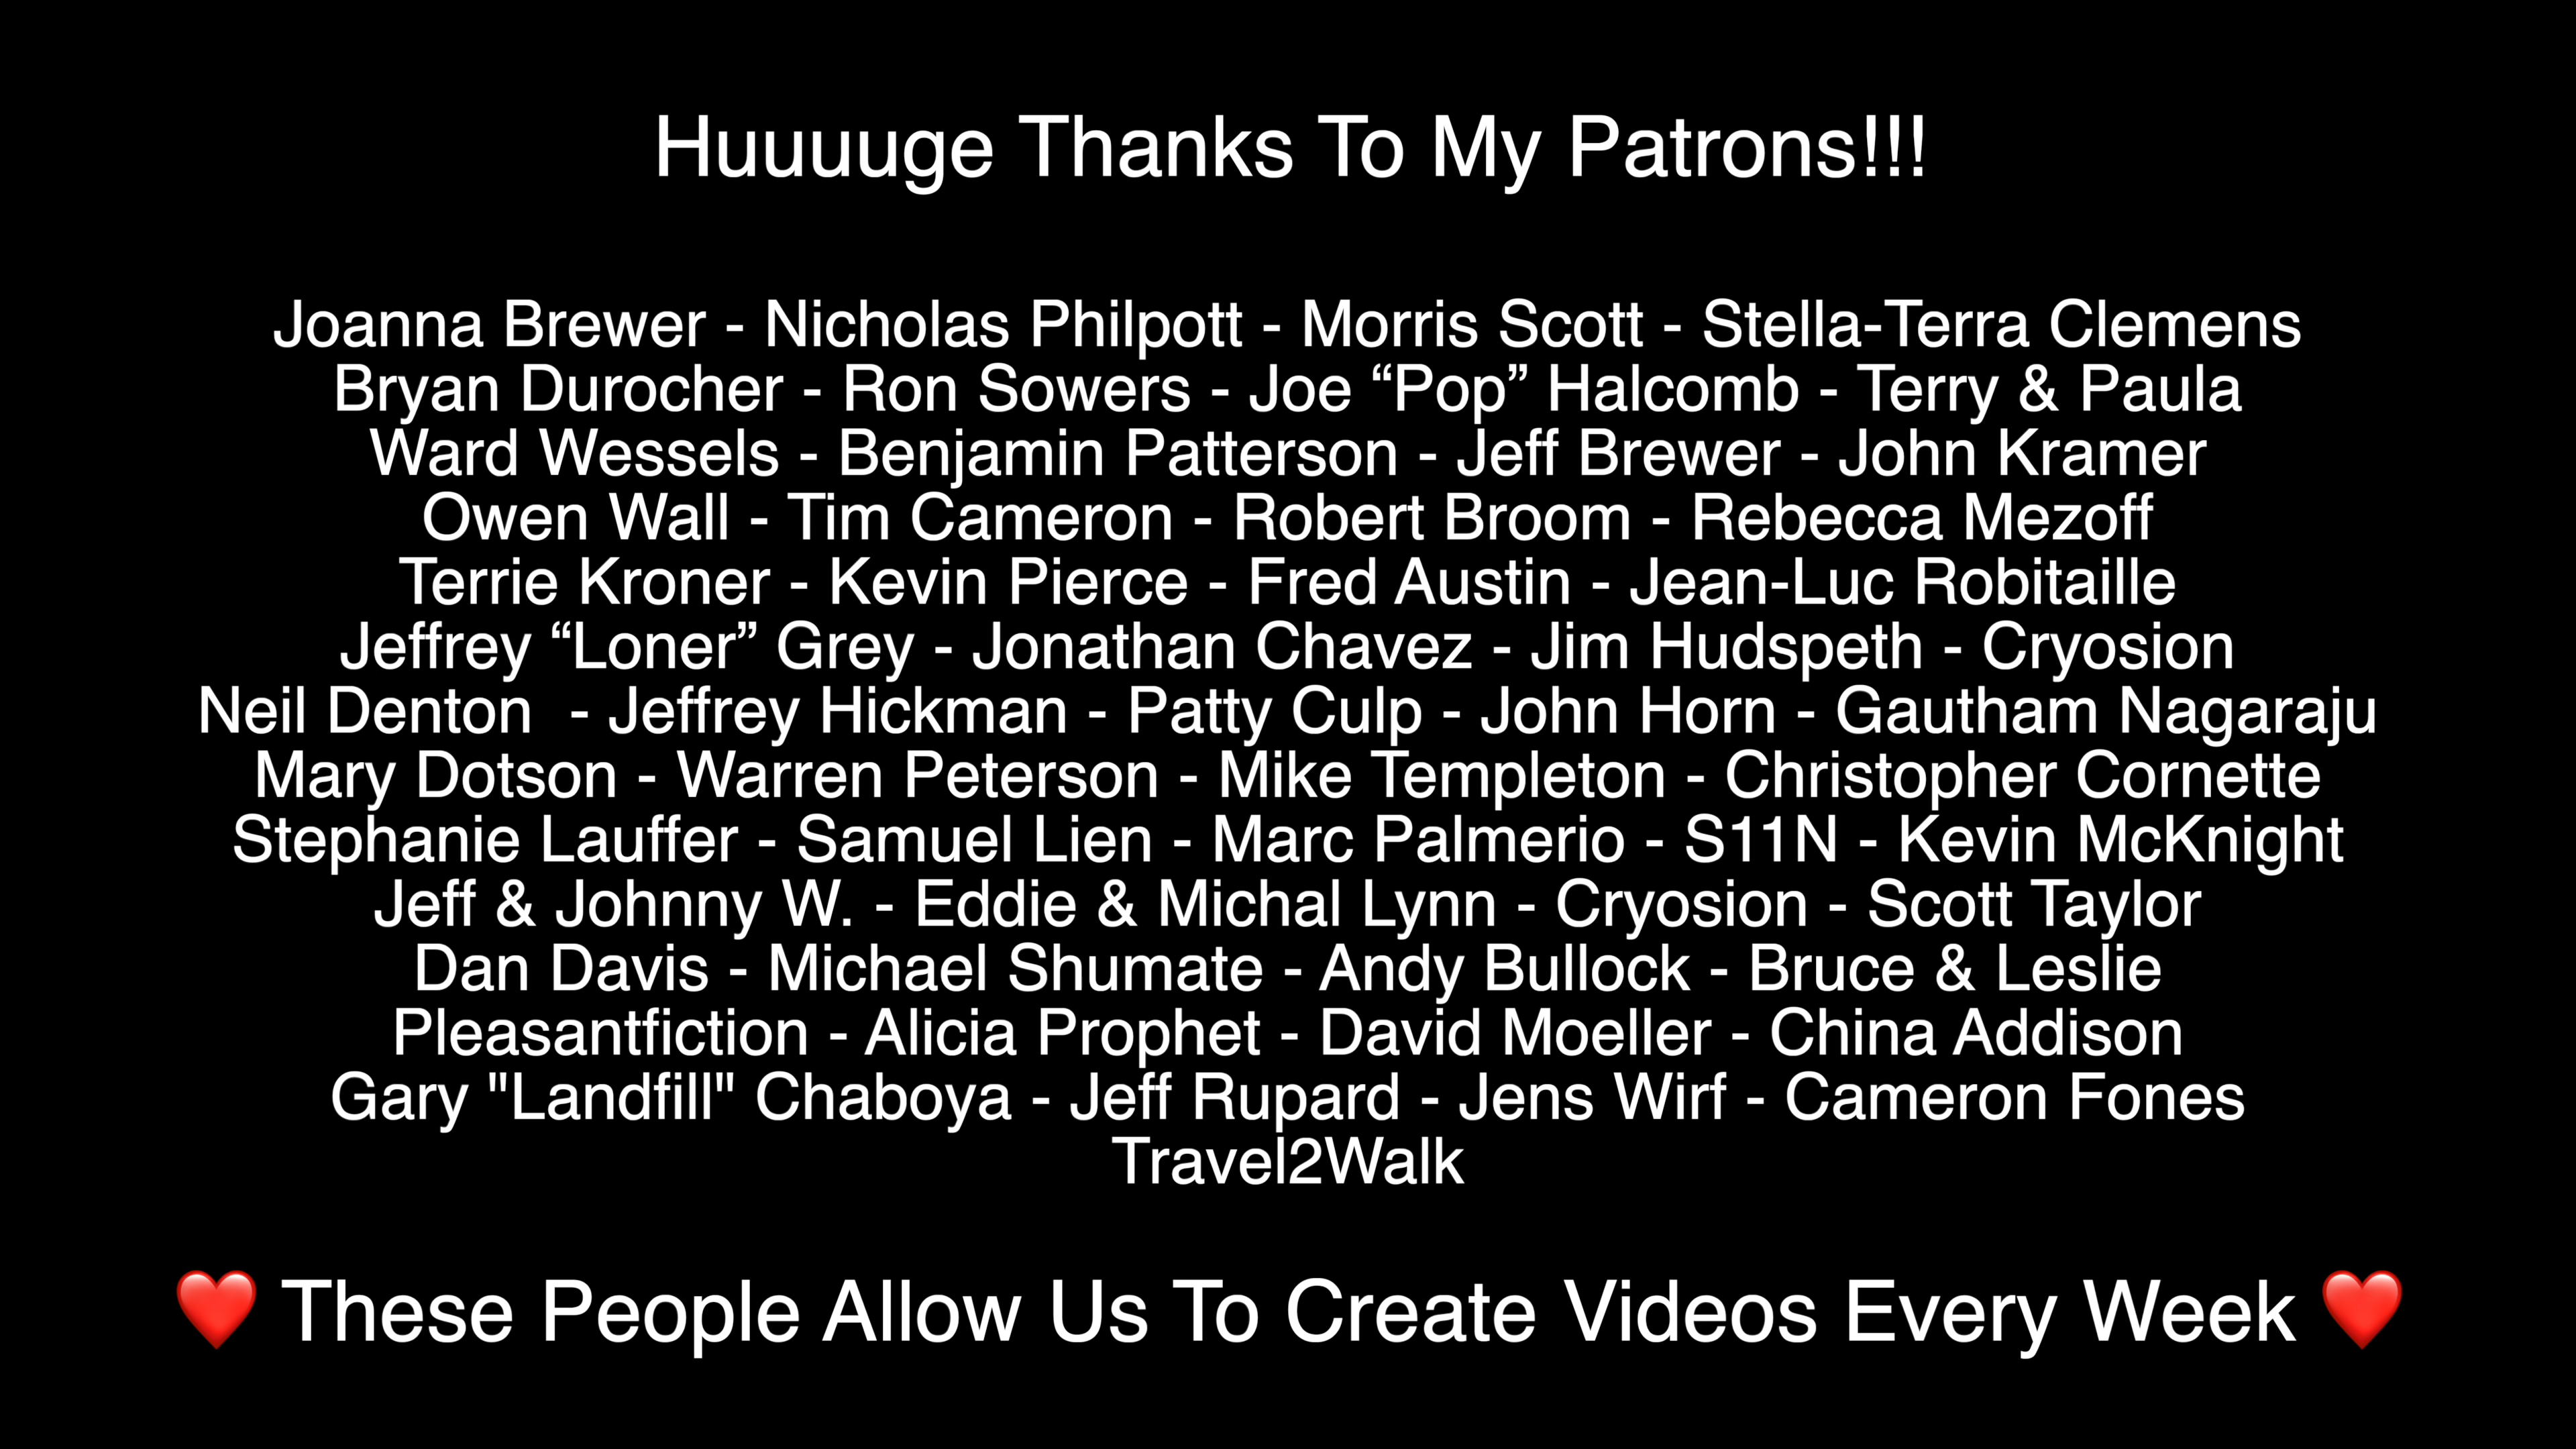 Huuuuge Thanks To My Patrons!!!
Joanna Brewer - Nicholas Philpott - Morris Scott - Stella-Terra Clemens
Bryan Durocher - Ron Sowers - Joe “Pop” Halcomb - Terry & Paula
Ward Wessels - Benjamin Patterson - Jeff Brewer - John Kramer
Owen Wall - Tim Cameron - Robert Broom - Rebecca Mezoff
Terrie Kroner - Kevin Pierce - Fred Austin - Jean-Luc Robitaille
Jeffrey “Loner” Grey - Jonathan Chavez - Jim Hudspeth - Cryosion
Neil Denton  - Jeffrey Hickman - Patty Culp - John Horn - Gautham Nagaraju
Mary Dotson - Warren Peterson - Mike Templeton - Christopher Cornette
Stephanie Lauffer - Samuel Lien - Marc Palmerio - S11N - Kevin McKnight
Jeff & Johnny W. - Eddie & Michal Lynn - Cryosion - Scott Taylor
Dan Davis - Michael Shumate - Andy Bullock - Bruce & Leslie
Pleasantfiction - Alicia Prophet - David Moeller - China Addison
Gary "Landfill" Chaboya - Jeff Rupard - Jens Wirf - Cameron Fones
Travel2Walk
❤️ These People Allow Us To Create Videos Every Week ❤️